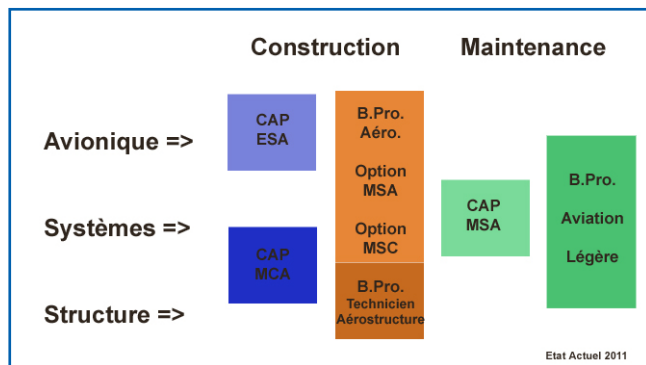 Construction
Maintenance
Avionique =>
Systèmes =>
Structure =>
CAP
ESA
CAP
MCA
B.Pro.
Aéro.
Option
MSA
Option
MSC
B.Pro.
Technicien
Aérostructure
CAP
MSA
B.Pro.
Aviation
Légère
Etat Actuel 2011